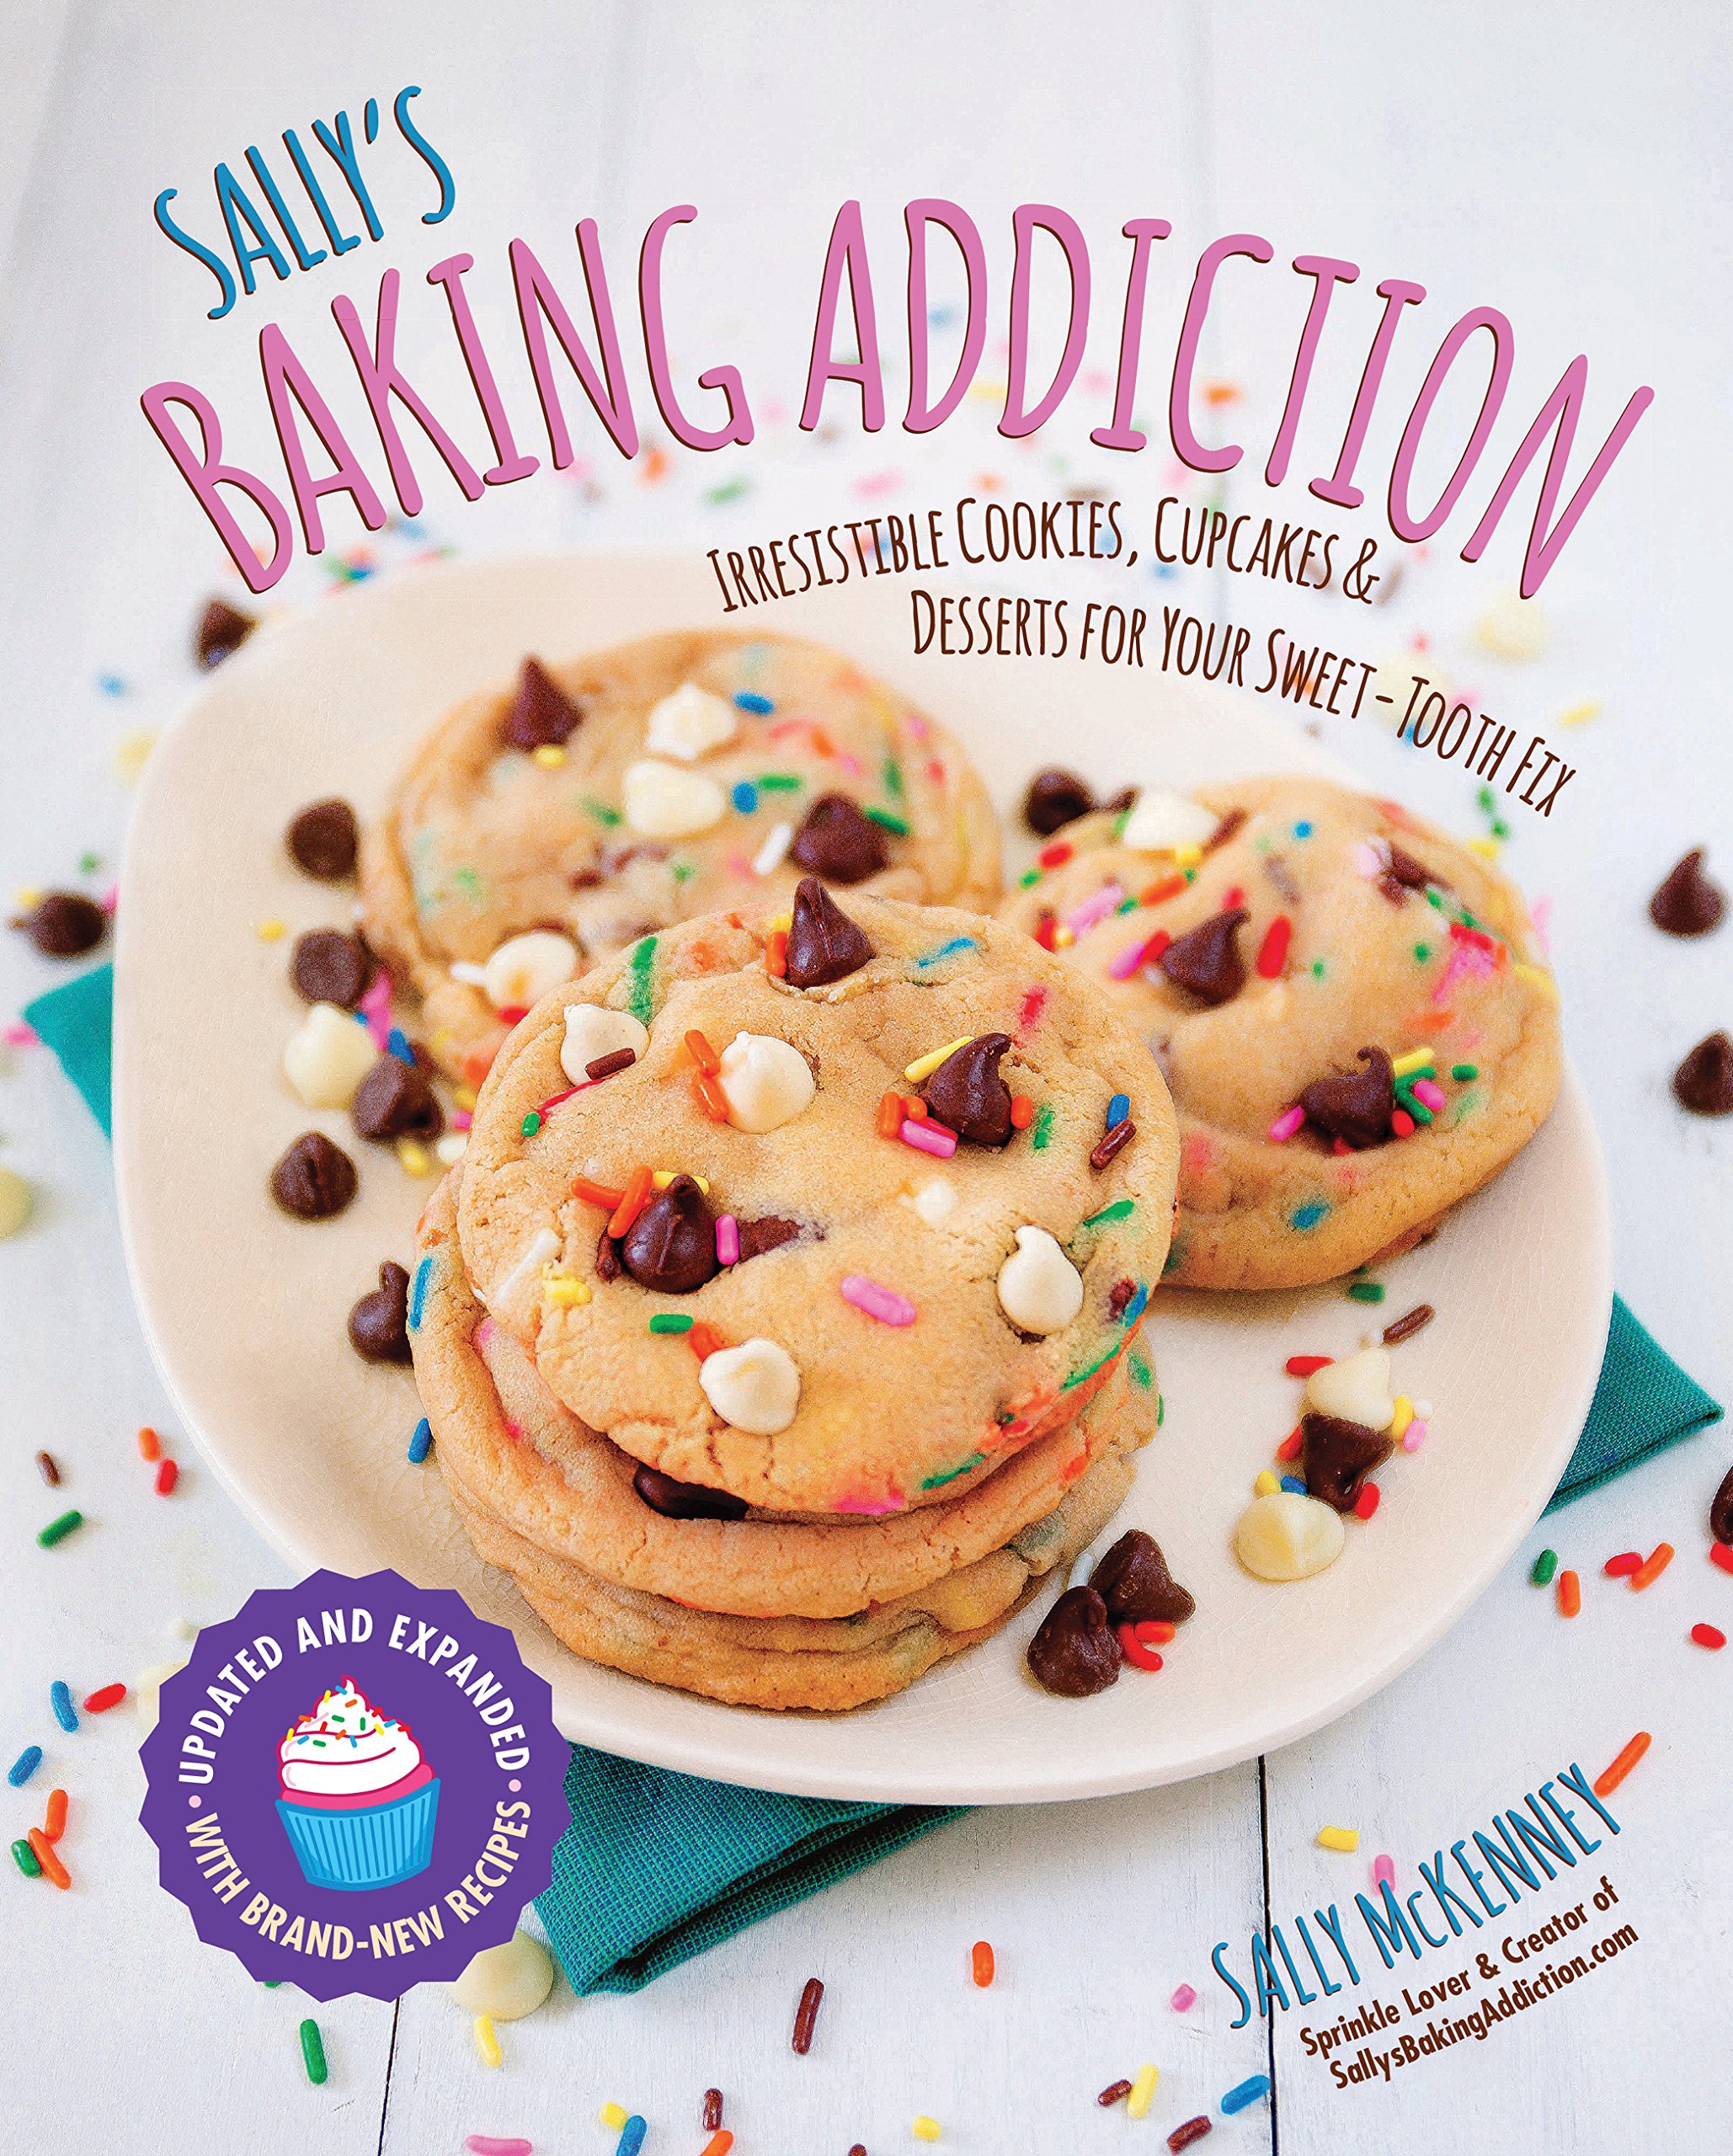 SALLY'S
BAKING ADDICTION
IRRESISTIBLE COOKIES, CUPCAKES &
DESSERTS FOR YOUR SWEET-TOOTH FIX
• UPDATED AND EXPANDED •
WITH BRAND-NEW RECIPES
SALLY MCKENNEY
Sprinkle Lover & Creator of
SallysBakingAddiction.com